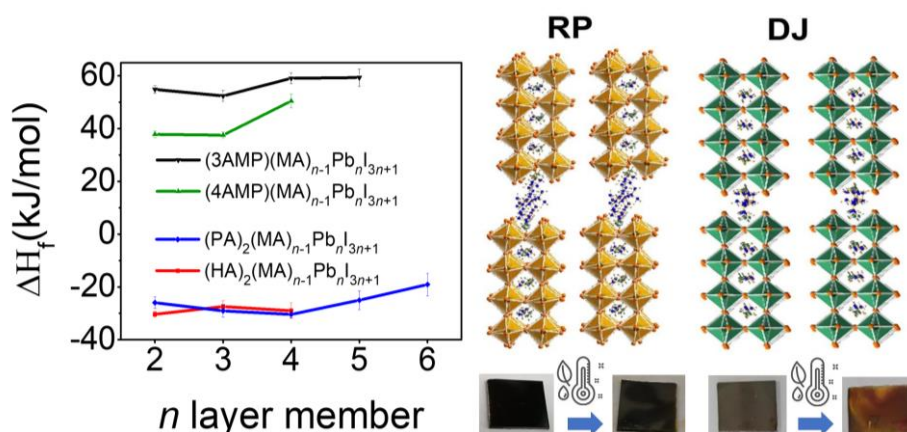 ΔH_f(kJ/mol)
60
40
20
0
-20
-40
(3AMP)(MA)_{n-1}Pb_nI_{3n+1}
(4AMP)(MA)_{n-1}Pb_nI_{3n+1}
(PA)_2(MA)_{n-1}Pb_nI_{3n+1}
(HA)_2(MA)_{n-1}Pb_nI_{3n+1}
2 3 4 5 6
n layer member
RP DJ